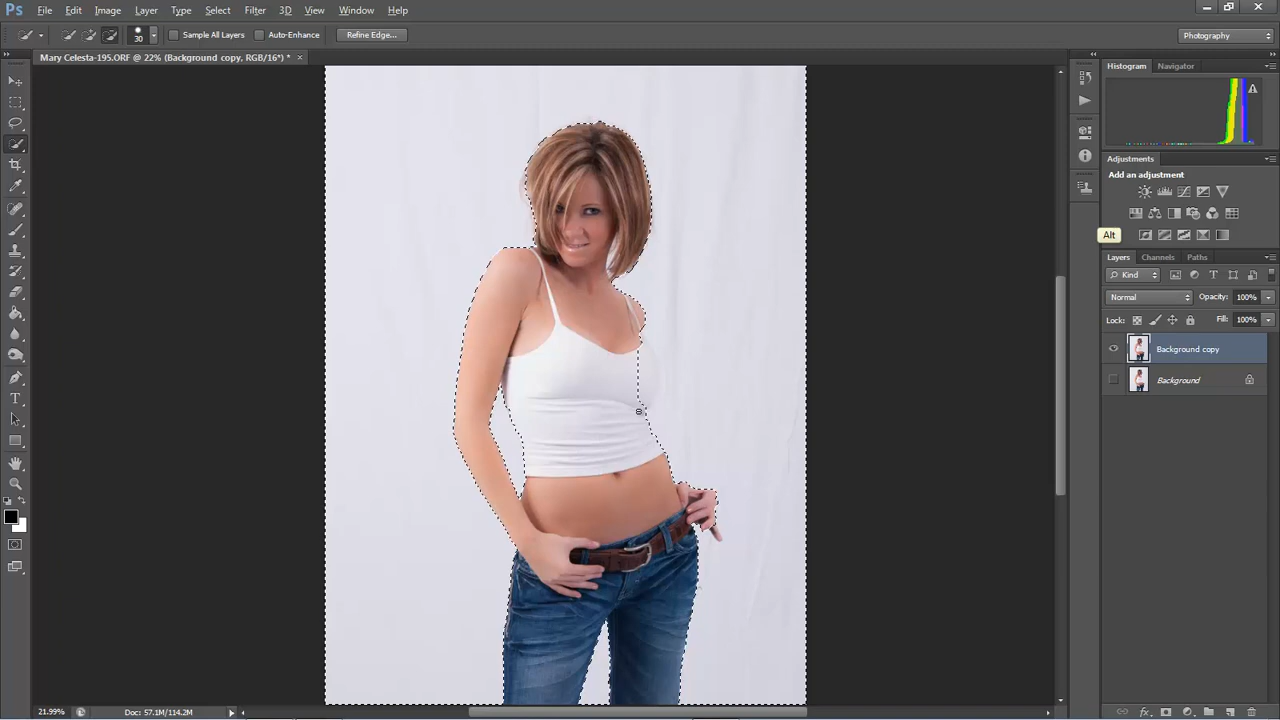 Ps File Edit Image Layer Type Select Filter 3D View Window Help
30 Sample All Layers Auto-Enhance Refine Edge... Photography
Mary Celesta-195.ORF @ 22% (Background copy, RGB/16*) * ×
Histogram Navigator
Adjustments
Add an adjustment
Alt
Layers Channels Paths
Kind
Normal Opacity: 100%
Lock: Fill: 100%
Background copy
Background
21.99% Doc: 57.1M/114.2M